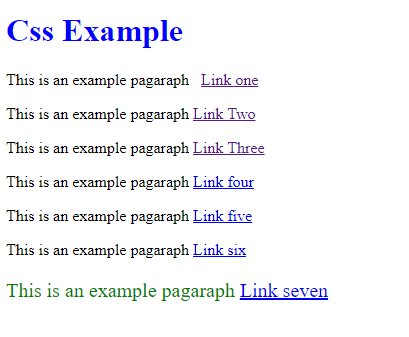 Css Example
This is an example pagaraph Link one
This is an example pagaraph Link Two
This is an example pagaraph Link Three
This is an example pagaraph Link four
This is an example pagaraph Link five
This is an example pagaraph Link six
This is an example pagaraph Link seven